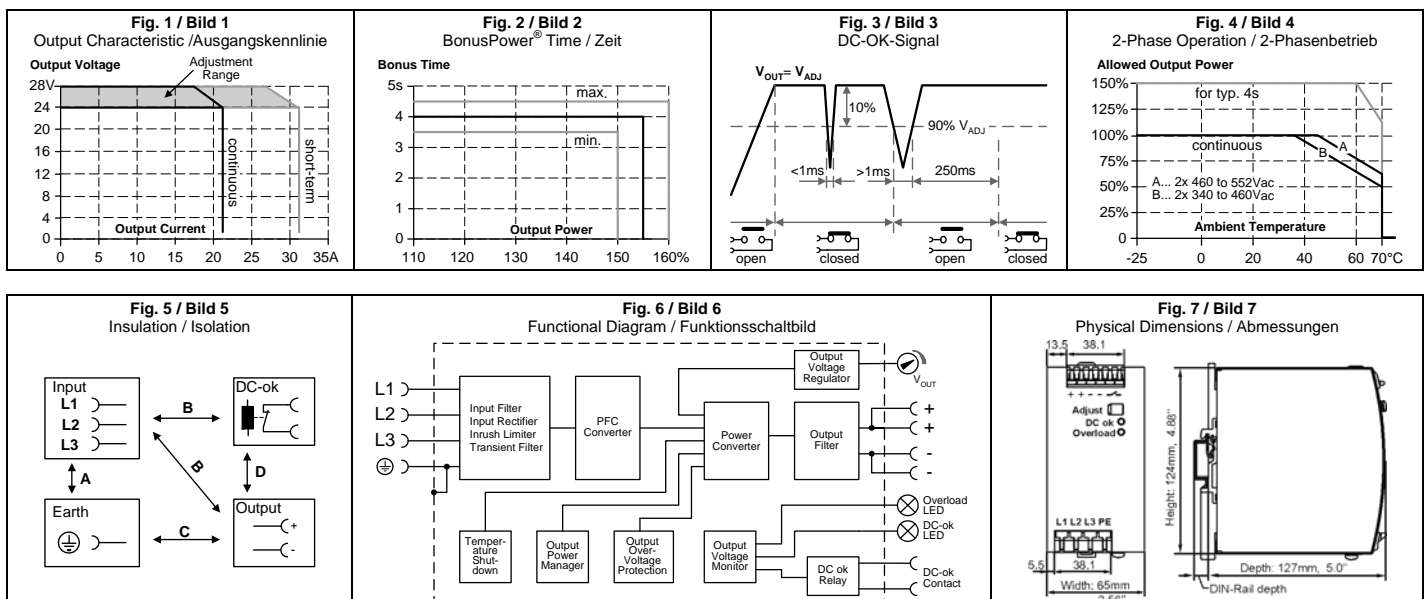 Fig. 1 / Bild 1
Output Characteristic /Ausgangskennlinie
Output Voltage
Adjustment
Range
28V
24
20
16
12
8
4
0
continuous
short-term
Output Current
0 5 10 15 20 25 30 35A
Fig. 2 / Bild 2
BonusPower® Time / Zeit
Bonus Time
5s
4
3
2
1
0
max.
min.
Output Power
110 120 130 140 150 160%
Fig. 3 / Bild 3
DC-OK-Signal
VOUT= VADJ
10%
90% VADJ
<1ms >1ms 250ms
open closed open closed
Fig. 4 / Bild 4
2-Phase Operation / 2-Phasenbetrieb
Allowed Output Power
150%
125%
100%
75%
50%
25%
0
for typ. 4s
continuous
A
B
A... 2x 460 to 552Vac
B... 2x 340 to 460Vac
Ambient Temperature
-25 0 20 40 60 70°C
Fig. 5 / Bild 5
Insulation / Isolation
Input
L1
L2
L3
DC-ok
B
A
B
D
Earth
C
Output
+
-
Fig. 6 / Bild 6
Functional Diagram / Funktionsschaltbild
L1
L2
L3
Input Filter
Input Rectifier
Inrush Limiter
Transient Filter
PFC
Converter
Power
Converter
Output
Filter
Output
Voltage
Regulator
VOUT
+
+
-
-
Temper-
ature
Shut-
down
Output
Power
Manager
Output
Over-
Voltage
Protection
Output
Voltage
Monitor
DC ok
Relay
Overload
LED
DC-ok
LED
DC-ok
Contact
Fig. 7 / Bild 7
Physical Dimensions / Abmessungen
13.5 38.1
+ + - - -
Adjust
DC ok
Overload
L1 L2 L3 PE
5.5 38.1
Width: 65mm
2.56"
Height: 124mm, 4.88"
Depth: 127mm, 5.0"
DIN-Rail depth